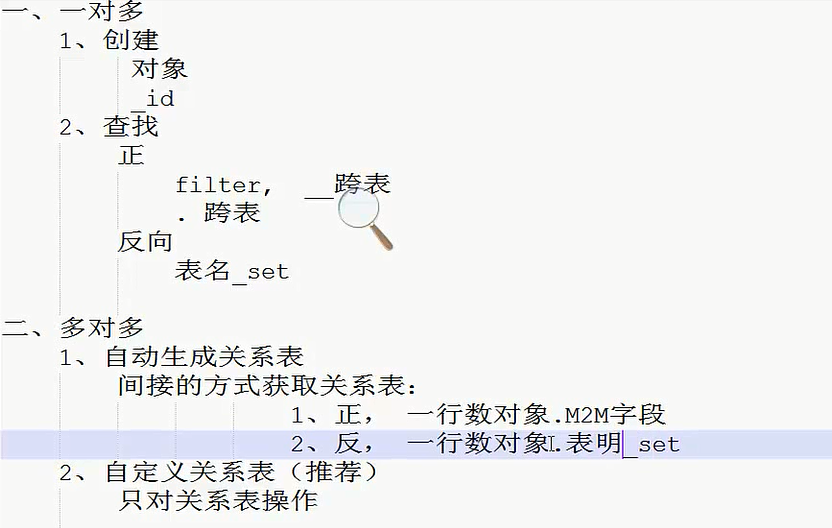 一、一对多
1、创建
对象
_id
2、查找
正
filter, __跨表
. 跨表
反向
表名_set
二、多对多
1、自动生成关系表
间接的方式获取关系表：
1、正， 一行数对象.M2M字段
2、反， 一行数对象.表明_set
2、自定义关系表（推荐）
只对关系表操作